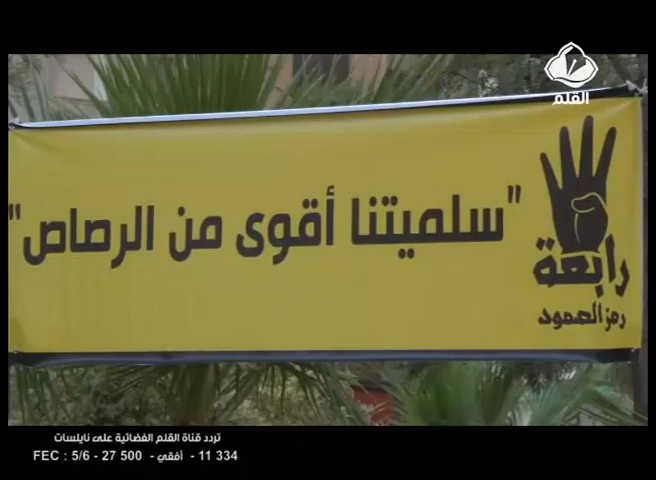 القلم
"سلميتنا أقوى من الرصاص"
رابعة
رمز الصمود
تردد قناة القلم الفضائية على نايلسات
FEC : 5/6 - 27 500 - أفقي - 11 334